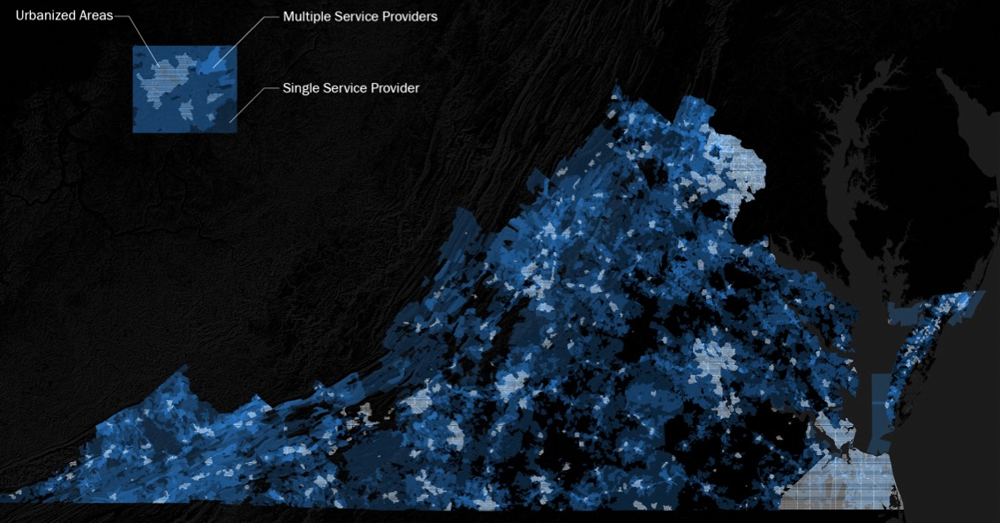 Urbanized Areas
Multiple Service Providers
Single Service Provider